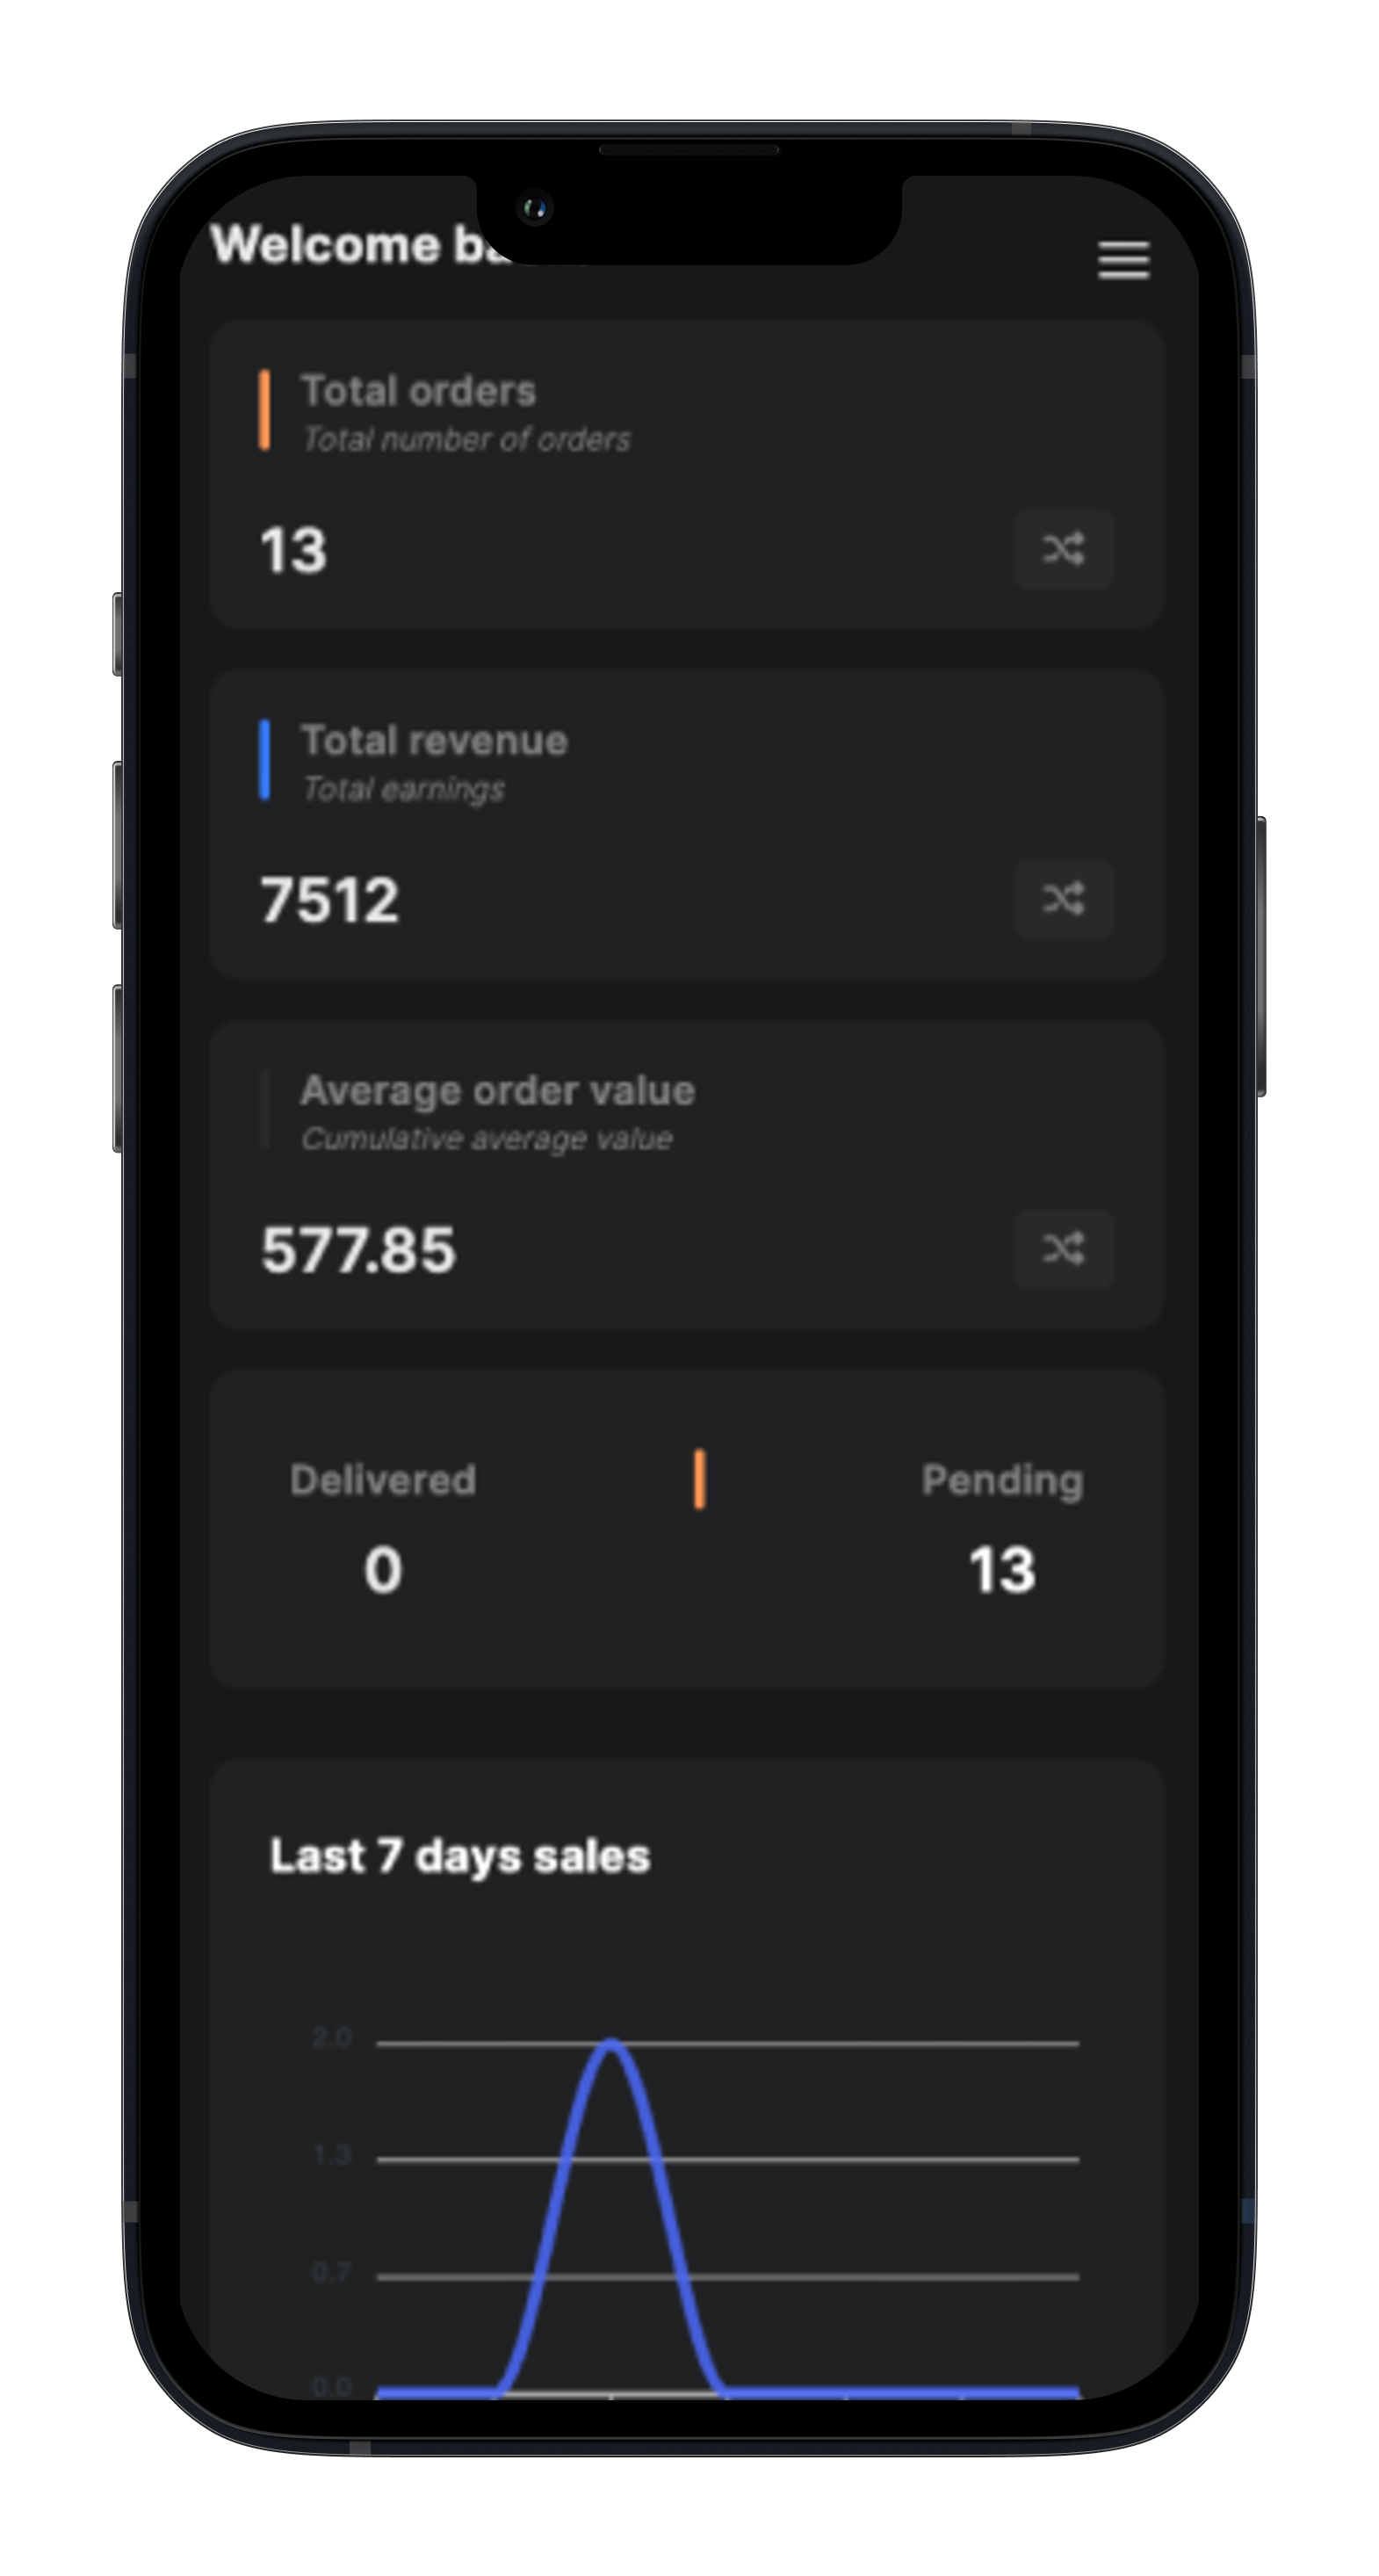 Welcome ba
Total orders
Total number of orders
13
Total revenue
Total earnings
7512
Average order value
Cumulative average value
577.85
Delivered
Pending
0
13
Last 7 days sales
2.0
1.3
0.7
0.0